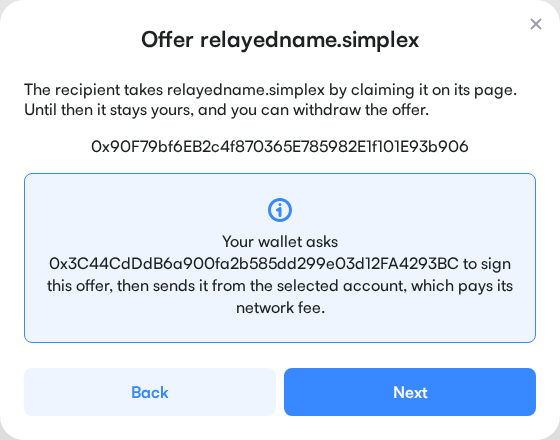 Offer relayedname.simplex
The recipient takes relayedname.simplex by claiming it on its page.
Until then it stays yours, and you can withdraw the offer.
0x90F79bf6EB2c4f870365E785982E1f101E93b906
Your wallet asks
0x3C44CdDdB6a900fa2b585dd299e03d12FA4293BC to sign
this offer, then sends it from the selected account, which pays its
network fee.
Back
Next